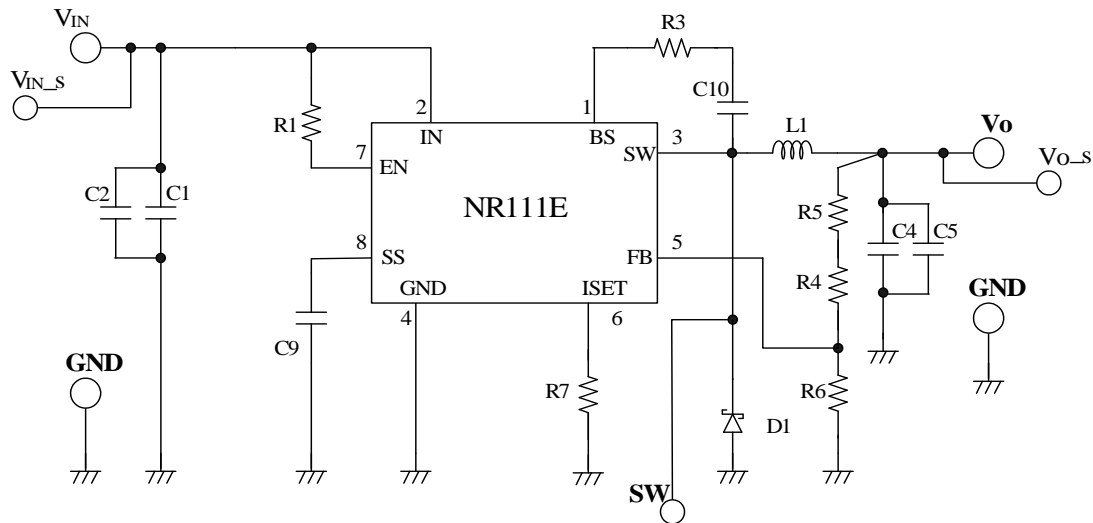 VIN
VIN_S
R3
C10
2
1
R1
IN
BS
L1
Vo
7
SW
3
EN
VO_S
C2
C1
NR111E
R5
C4
C5
8
5
SS
FB
R4
GND
ISET
GND
4
6
C9
GND
R7
R6
D1
SW